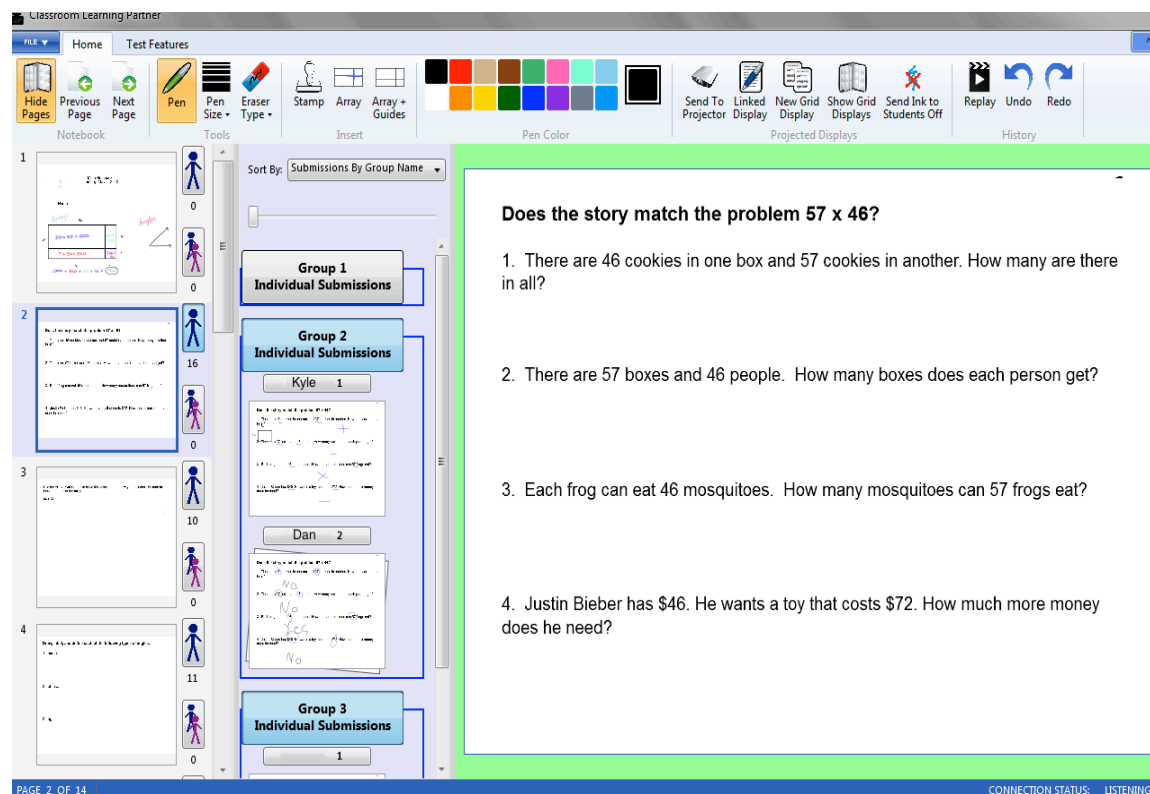 Classroom Learning Partner
FILE Home Test Features
Hide Pages
Previous Page
Next Page
Pen
Pen Size
Eraser Type
Stamp
Array
Array + Guides
Send To Projector
Linked Display
New Grid Display
Show Grid Displays
Send Ink to Students Off
Replay
Undo
Redo
Notebook
Tools
Insert
Pen Color
Projected Displays
History
1
0
0
2
16
0
3
10
0
4
11
0
Sort By: Submissions By Group Name
Group 1
Individual Submissions
Group 2
Individual Submissions
Kyle 1
Dan 2
No
No
Yes
No
Group 3
Individual Submissions
1
Does the story match the problem 57 x 46?
1. There are 46 cookies in one box and 57 cookies in another. How many are there
in all?
2. There are 57 boxes and 46 people. How many boxes does each person get?
3. Each frog can eat 46 mosquitoes. How many mosquitoes can 57 frogs eat?
4. Justin Bieber has $46. He wants a toy that costs $72. How much more money
does he need?
PAGE 2 OF 14
CONNECTION STATUS: LISTENING